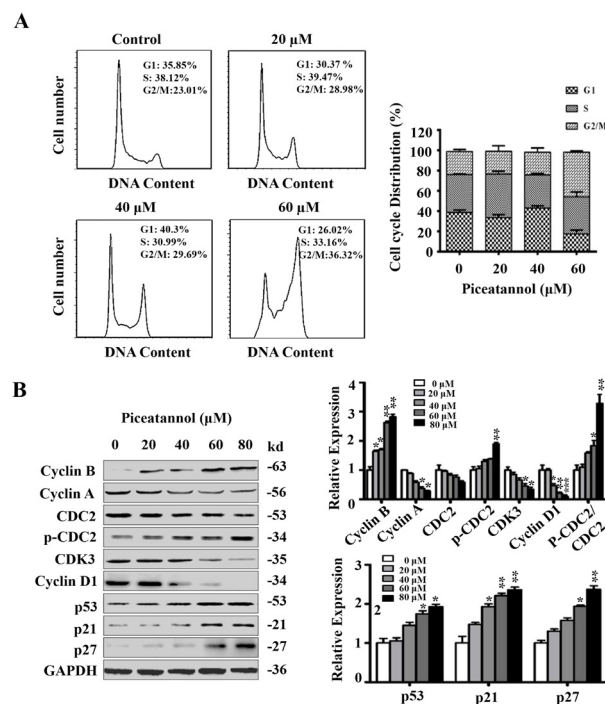 A
Control
G1: 35.85%
S: 38.12%
G2/M:23.01%
Cell number
DNA Content
20 µM
G1: 30.37%
S: 39.47%
G2/M: 28.98%
DNA Content
40 µM
G1: 40.3%
S: 30.99%
G2/M: 29.69%
Cell number
DNA Content
60 µM
G1: 26.02%
S: 33.16%
G2/M:36.32%
DNA Content
G1
S
G2/M
Cell cycle Distribution (%)
120
100
80
60
40
20
0
0 20 40 60
Piceatannol (µM)
B
Piceatannol (µM)
0 20 40 60 80 kd
Cyclin B -63
Cyclin A -56
CDC2 -53
p-CDC2 -34
CDK3 -35
Cyclin D1 -34
p53 -53
p21 -21
p27 -27
GAPDH -36
Relative Expression
4
3
2
1
0
0 µM
20 µM
40 µM
60 µM
80 µM
* * ** **
* *
**
* *
* ** ***
* **
Cyclin B Cyclin A CDC2 p-CDC2 CDK3 Cyclin D1 P-CDC2/CDC2
Relative Expression
3
2
1
0
2
0 µM
20 µM
40 µM
60 µM
80 µM
* *
* ** **
* **
p53 p21 p27